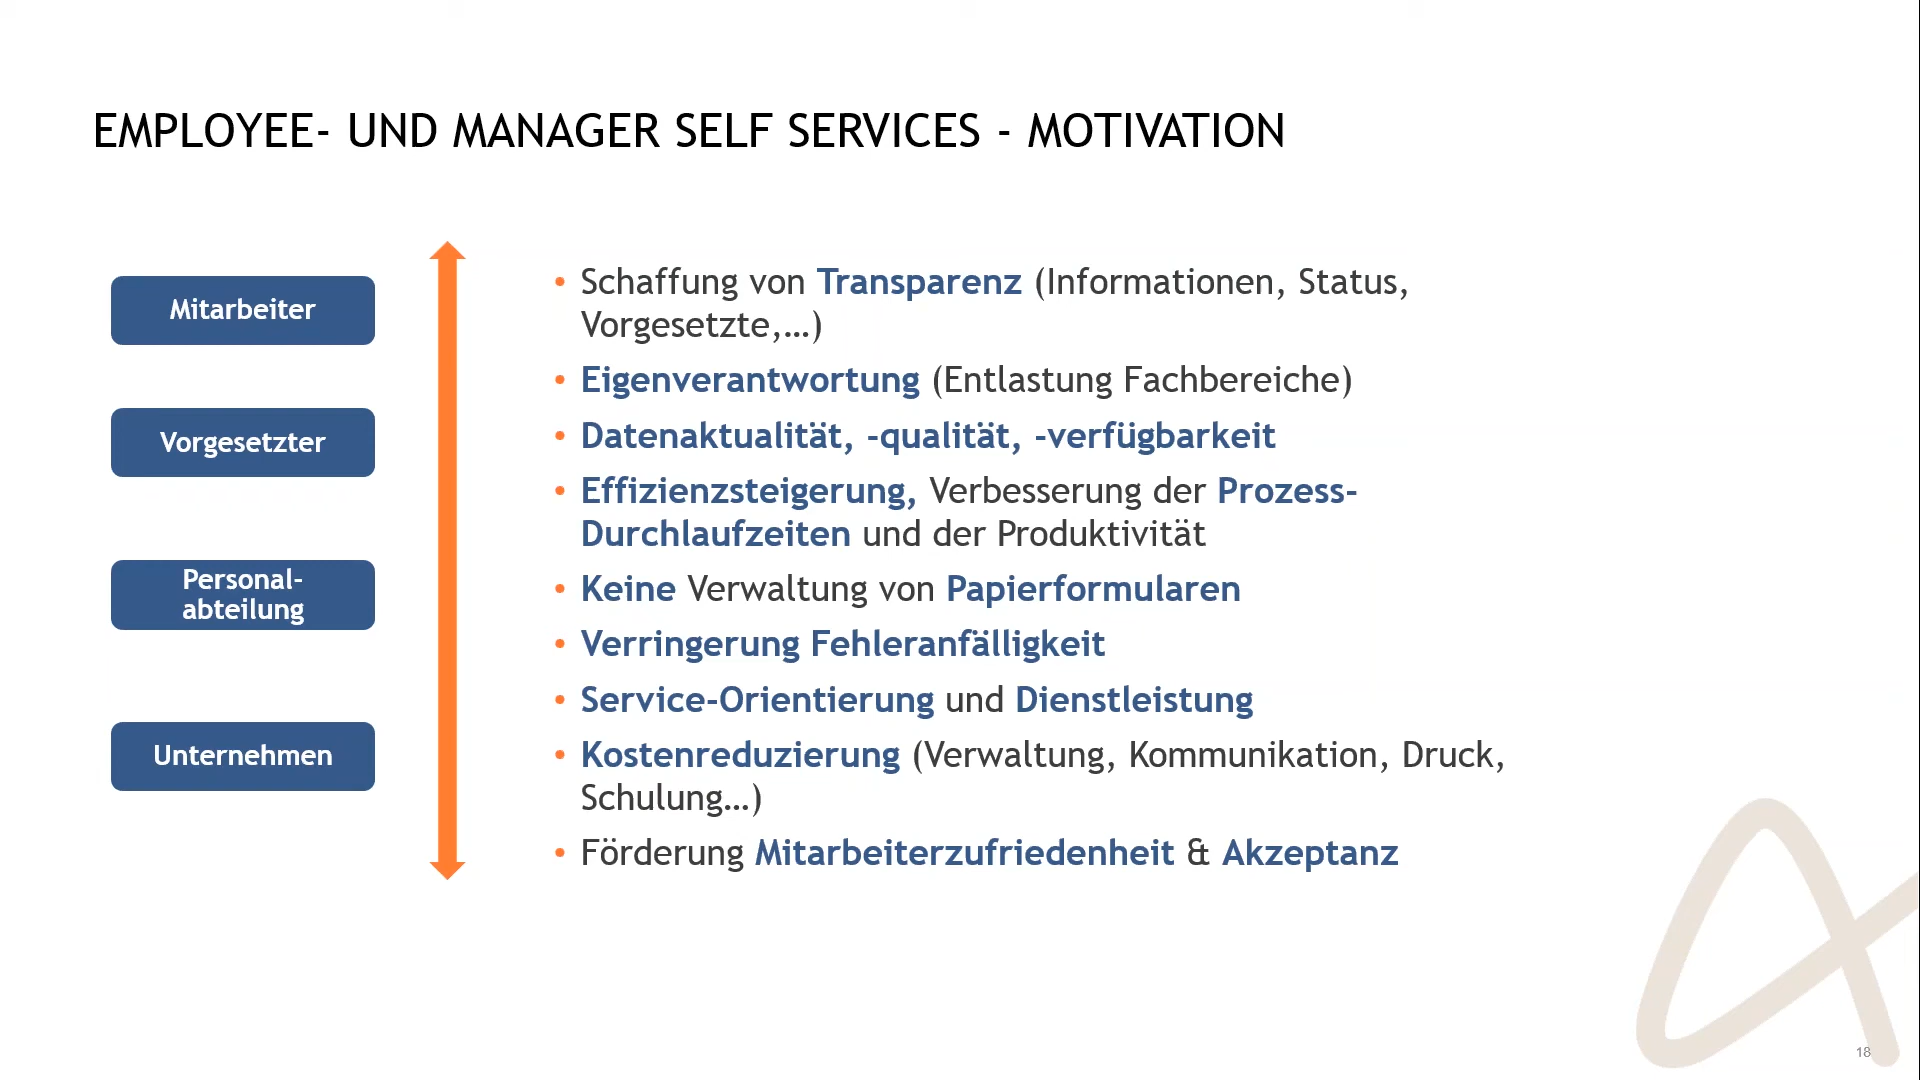 EMPLOYEE- UND MANAGER SELF SERVICES - MOTIVATION
Mitarbeiter
Vorgesetzter
Personal-
abteilung
Unternehmen
• Schaffung von Transparenz (Informationen, Status,
Vorgesetzte,…)
• Eigenverantwortung (Entlastung Fachbereiche)
• Datenaktualität, -qualität, -verfügbarkeit
• Effizienzsteigerung, Verbesserung der Prozess-
Durchlaufzeiten und der Produktivität
• Keine Verwaltung von Papierformularen
• Verringerung Fehleranfälligkeit
• Service-Orientierung und Dienstleistung
• Kostenreduzierung (Verwaltung, Kommunikation, Druck,
Schulung…)
• Förderung Mitarbeiterzufriedenheit & Akzeptanz
18